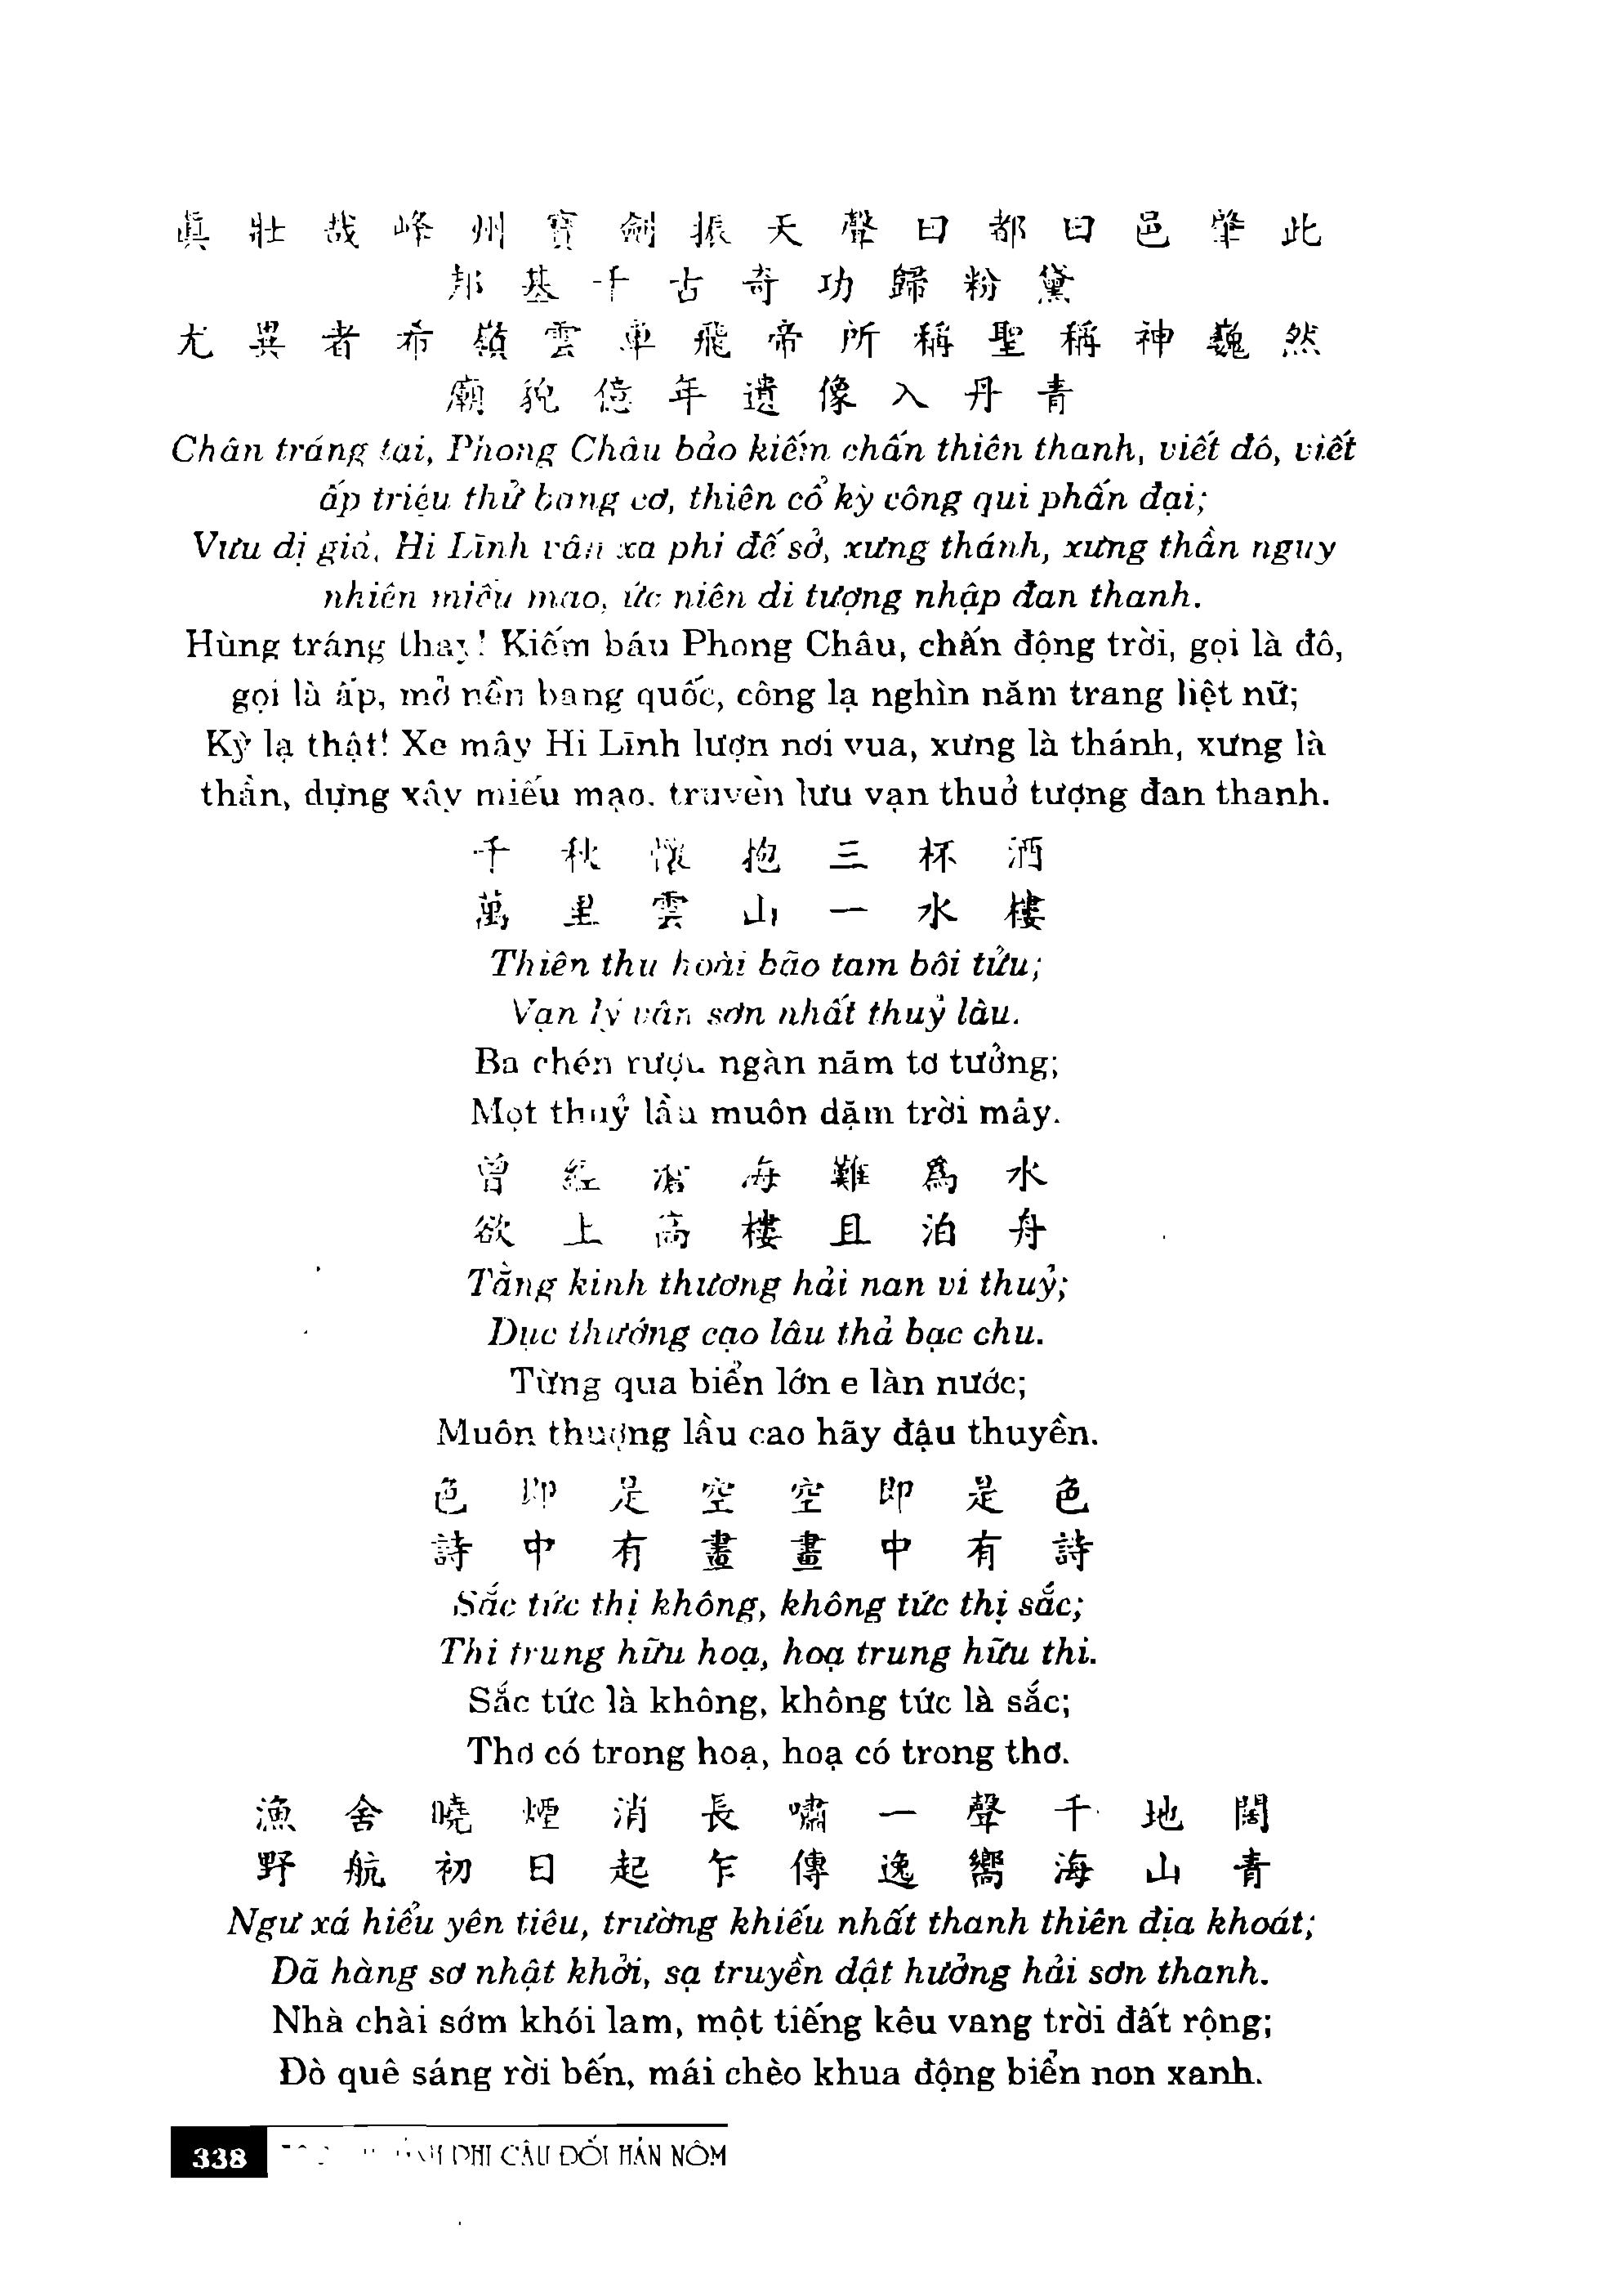 眞壯哉峰州寶劍振天聲曰都曰邑肇此
邦基千古奇功歸粉黛
尤異者希嶺雲車飛帝所稱聖稱神巍然
廟貌億年遺像入丹青
Chân tráng tai, Phong Châu bảo kiếm chấn thiên thanh, viết đô, viết
ấp triệu thử bang cơ, thiên cổ kỳ công qui phấn đại;
Vưu dị giả, Hi Lĩnh vân xa phi đế sở, xưng thánh, xưng thần nguy
nhiên miếu mạo, ức niên di tượng nhập đan thanh.
Hùng tráng thay! Kiếm báu Phong Châu, chấn động trời, gọi là đô,
gọi là ấp, mở nền bang quốc, công lạ nghìn năm trang liệt nữ;
Kỳ lạ thật! Xe mây Hi Lĩnh lượn nơi vua, xưng là thánh, xưng là
thần, dựng xây miếu mạo, truyền lưu vạn thuở tượng đan thanh.
千秋懷抱三杯酒
萬里雲山一水樓
Thiên thu hoài bão tam bôi tửu;
Vạn lý vân sơn nhất thuỷ lâu.
Ba chén rượu ngàn năm tơ tưởng;
Một thuỷ lầu muôn dặm trời mây.
曾經滄海難爲水
欲上高樓且泊舟
Tằng kinh thương hải nan vi thuỷ;
Dục thướng cao lâu thả bạc chu.
Từng qua biển lớn e làn nước;
Muôn thượng lầu cao hãy đậu thuyền.
色即是空空即是色
詩中有畫畫中有詩
Sắc tức thị không, không tức thị sắc;
Thi trung hữu hoạ, hoạ trung hữu thi.
Sắc tức là không, không tức là sắc;
Thơ có trong hoạ, hoạ có trong thơ.
漁舍曉煙消長嘯一聲千地闊
野航初日起乍傳逸嚮海山青
Ngư xá hiểu yên tiêu, trường khiếu nhất thanh thiên địa khoát;
Dã hàng sơ nhật khởi, sạ truyền dật hưởng hải sơn thanh.
Nhà chài sớm khói lam, một tiếng kêu vang trời đất rộng;
Đò quê sáng rời bến, mái chèo khua động biển non xanh.
338 PHI CÂU ĐỐI HÁN NÔM